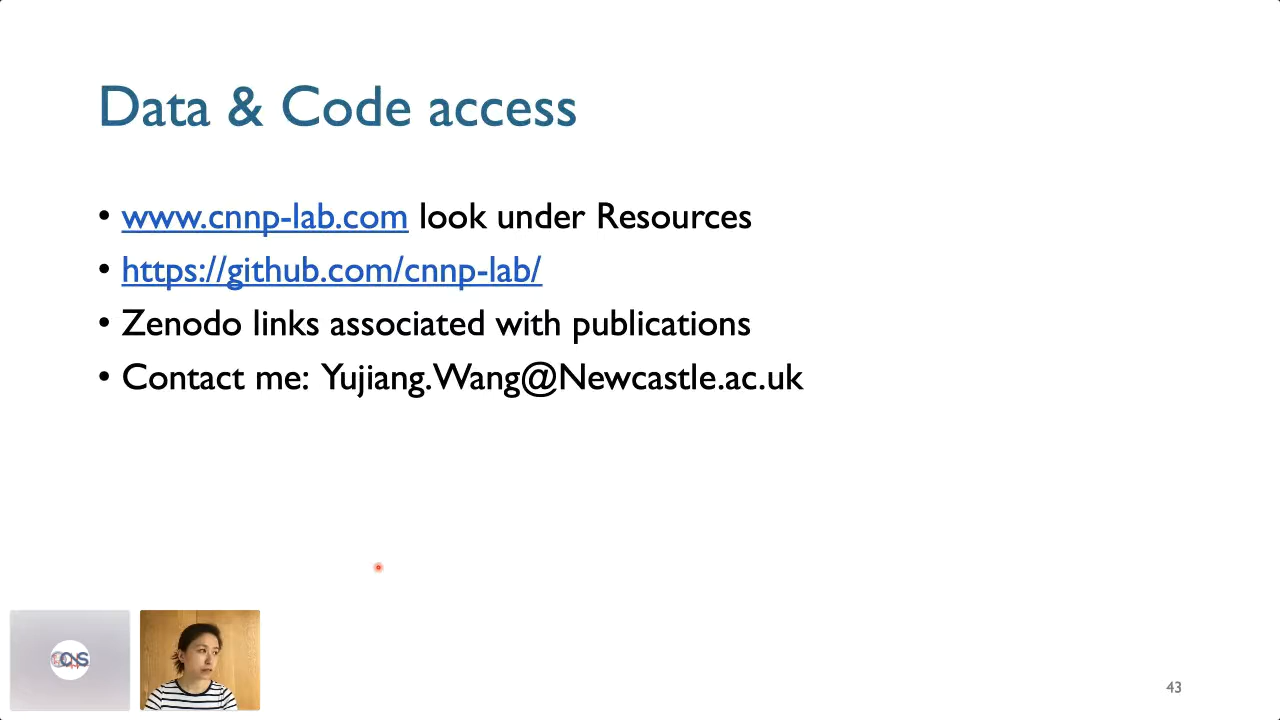 Data & Code access
• www.cnnp-lab.com look under Resources
• https://github.com/cnnp-lab/
• Zenodo links associated with publications
• Contact me: Yujiang.Wang@Newcastle.ac.uk
43